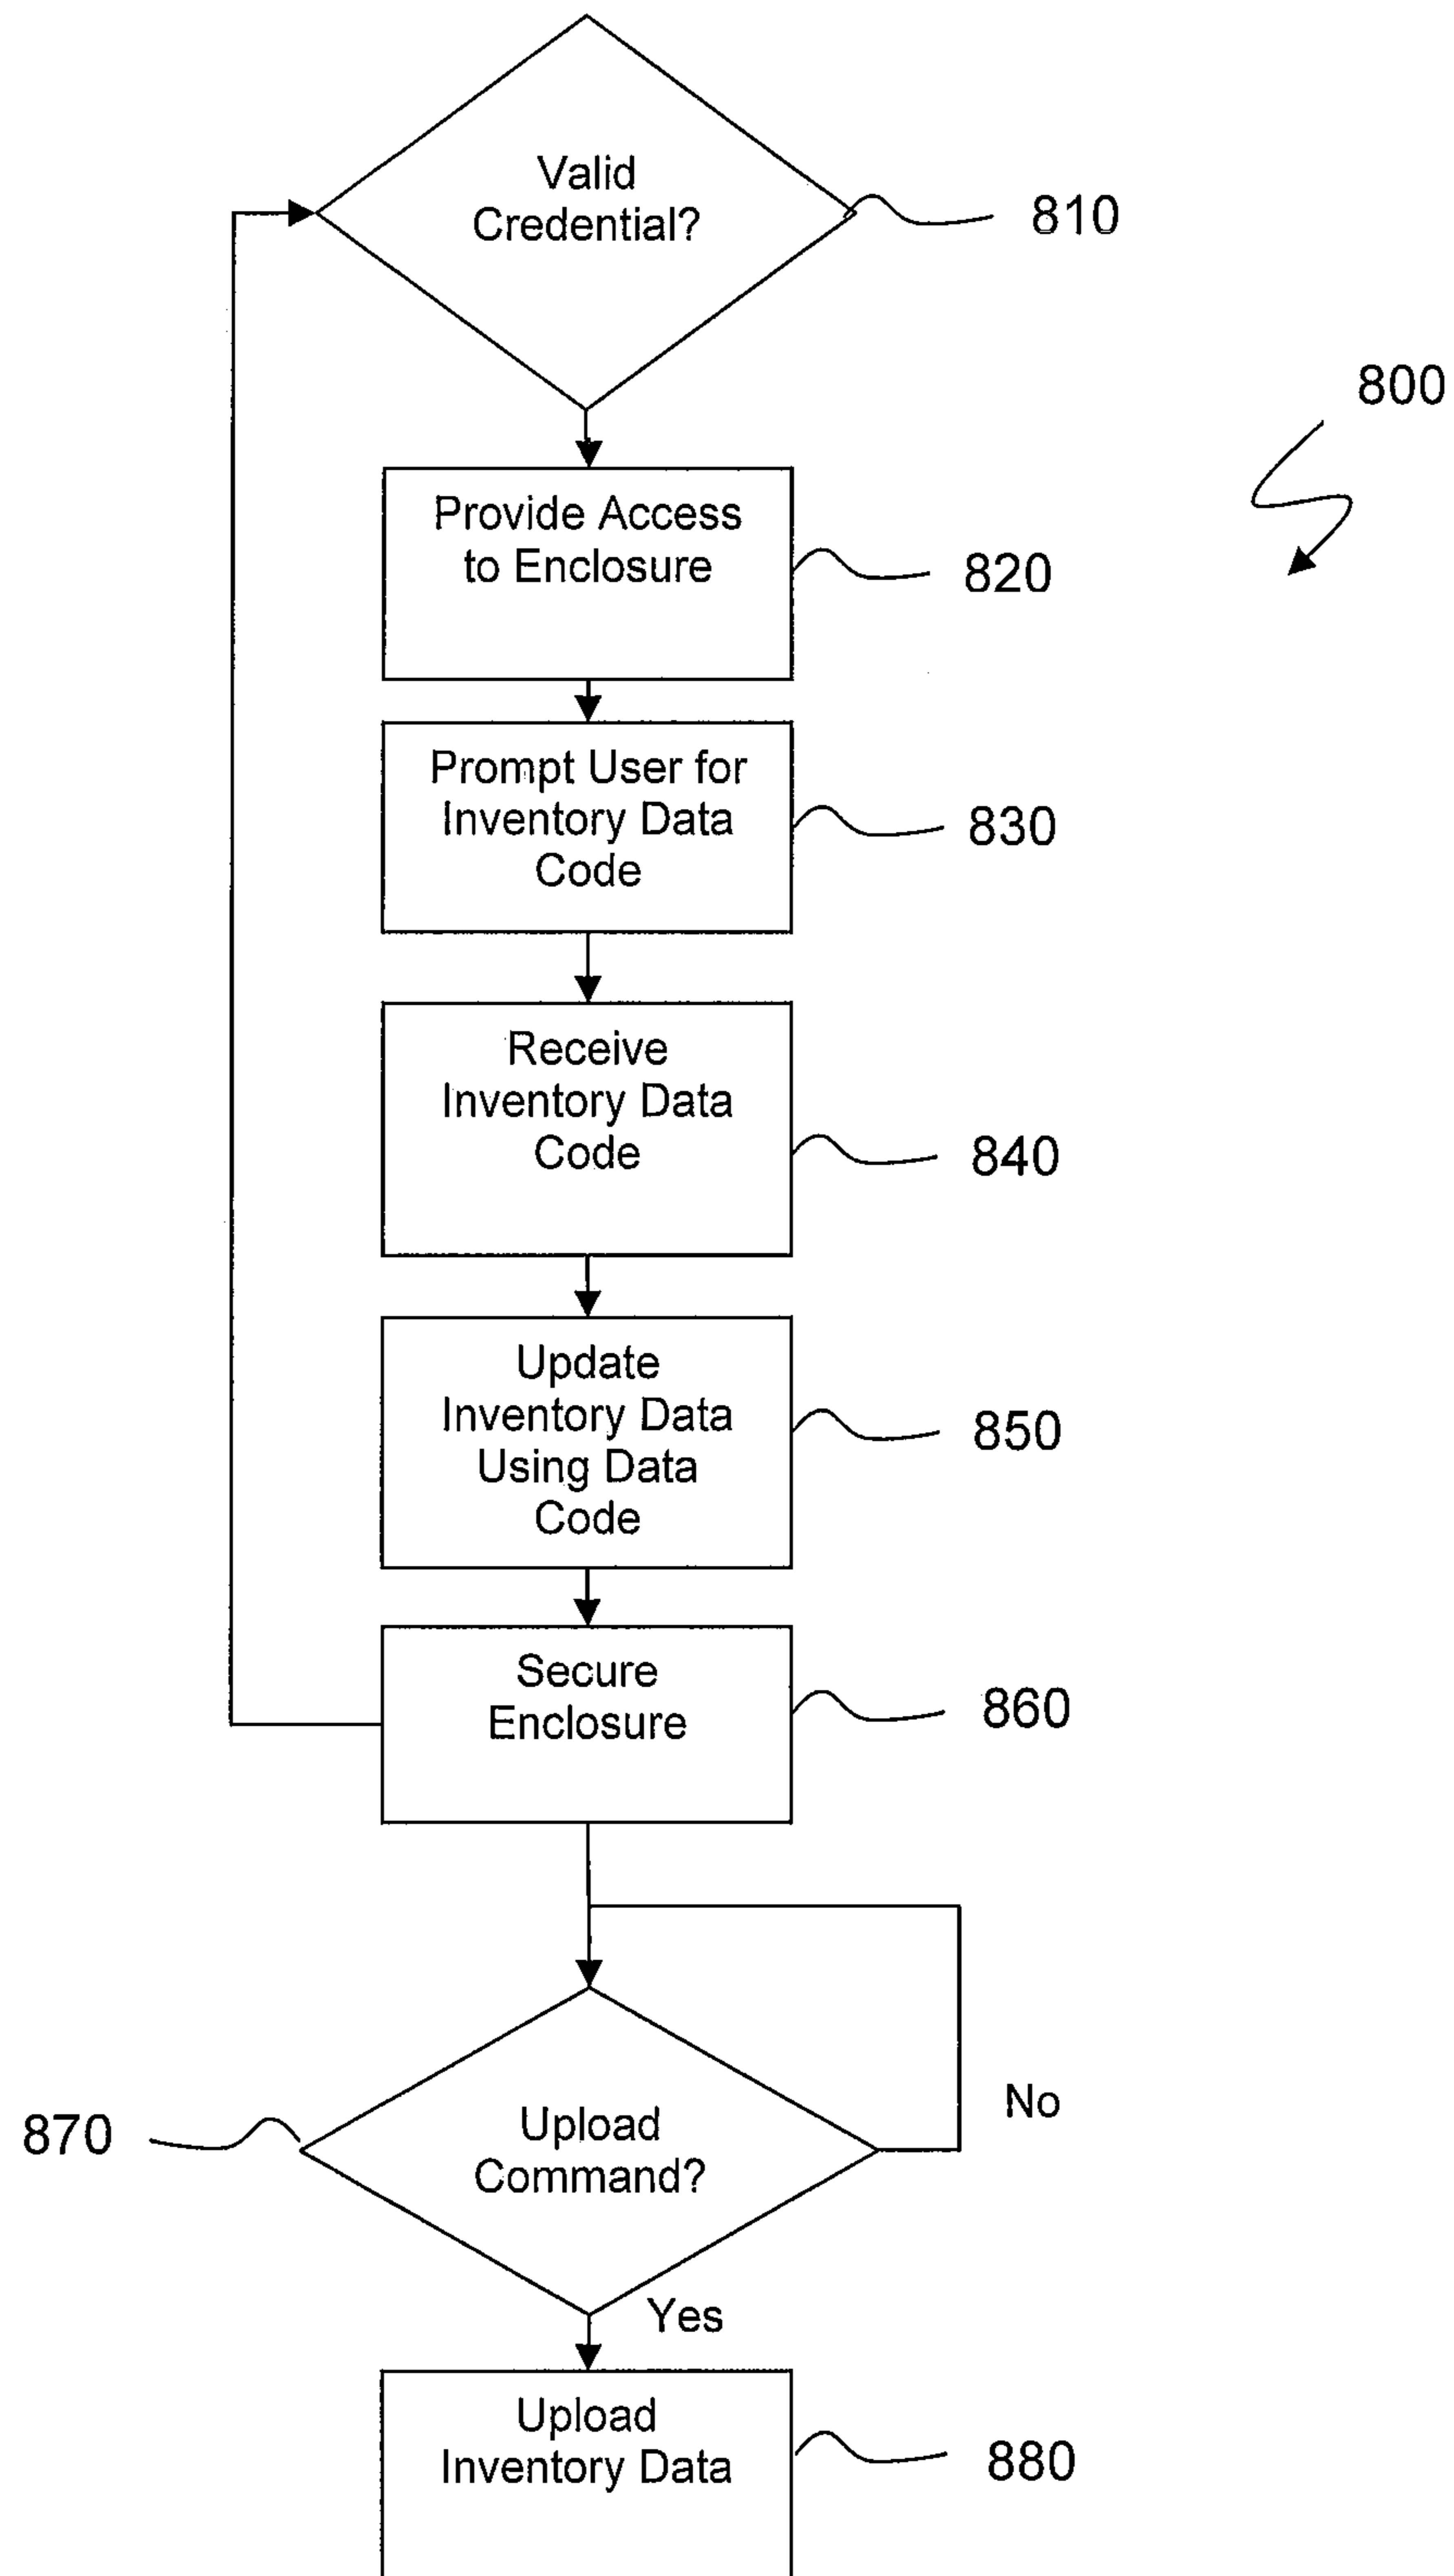 Valid
Credential?
810
800
Provide Access
to Enclosure
820
Prompt User for
Inventory Data
Code
830
Receive
Inventory Data
Code
840
Update
Inventory Data
Using Data
Code
850
Secure
Enclosure
860
No
870
Upload
Command?
Yes
Upload
Inventory Data
880